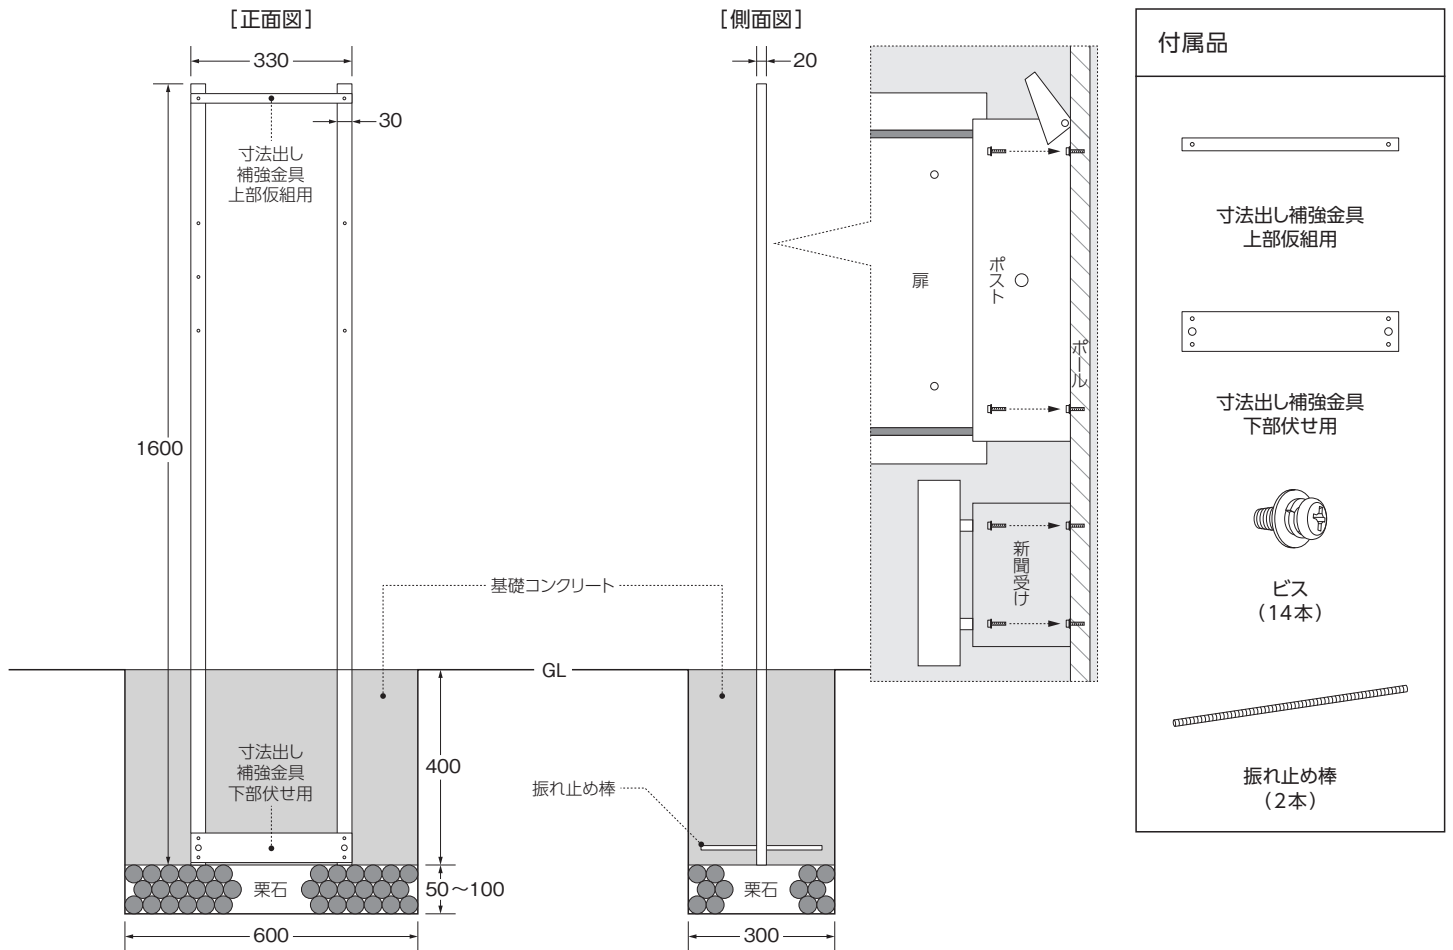 [正面図]
330
30
寸法出し
補強金具
上部仮組用
1600
寸法出し
補強金具
下部伏せ用
400
栗石
50〜100
600
基礎コンクリート
GL
[側面図]
20
振れ止め棒
栗石
300
扉
ポスト
ポール
新聞受け
付属品
寸法出し補強金具
上部仮組用
寸法出し補強金具
下部伏せ用
ビス
(14本)
振れ止め棒
(2本)